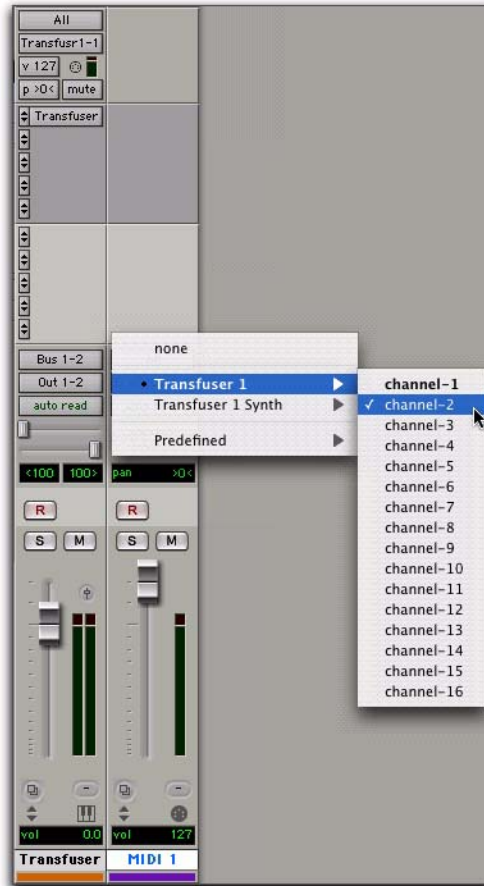 All
Transfusr1-1
v 127
p >0< mute
Transfuser
none
Transfuser 1
Transfuser 1 Synth
Predefined
channel-1
✓ channel-2
channel-3
channel-4
channel-5
channel-6
channel-7
channel-8
channel-9
channel-10
channel-11
channel-12
channel-13
channel-14
channel-15
channel-16
Bus 1-2
Out 1-2
auto read
<100 100> pan >0<
R R
S M S M
vol 0.0 vol 127
Transfuser MIDI 1